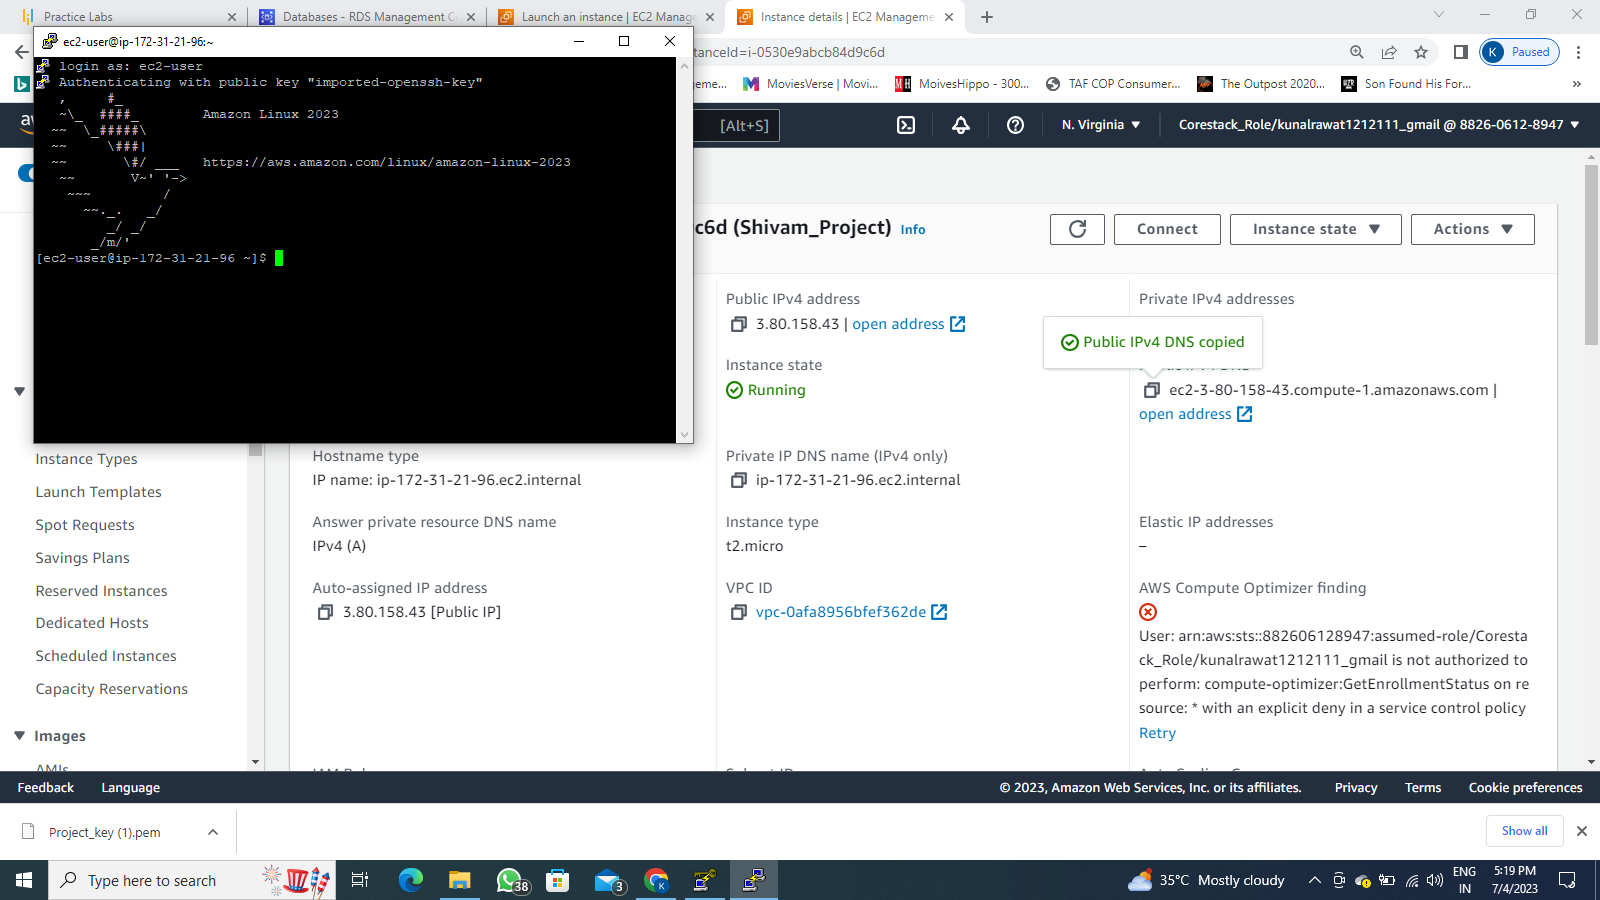 Practice Labs
Databases - RDS Management C
Launch an instance | EC2 Manage
Instance details | EC2 Manageme
ec2-user@ip-172-31-21-96:~
tanceId=i-0530e9abcb84d9c6d
K
Paused
eme...
MoviesVerse | Movi...
MoivesHippo - 300...
TAF COP Consumer...
The Outpost 2020...
Son Found His For...
»
login as: ec2-user
Authenticating with public key "imported-openssh-key"
Amazon Linux 2023
https://aws.amazon.com/linux/amazon-linux-2023
[ec2-user@ip-172-31-21-96 ~]$
aw
[Alt+S]
N. Virginia
Corestack_Role/kunalrawat1212111_gmail @ 8826-0612-8947
c6d (Shivam_Project)
Info
Connect
Instance state
Actions
Public IPv4 address
3.80.158.43 | open address
Private IPv4 addresses
Public IPv4 DNS copied
Instance state
Running
ec2-3-80-158-43.compute-1.amazonaws.com |
open address
Instance Types
Launch Templates
Spot Requests
Savings Plans
Reserved Instances
Dedicated Hosts
Scheduled Instances
Capacity Reservations
Images
AMIs
Hostname type
IP name: ip-172-31-21-96.ec2.internal
Private IP DNS name (IPv4 only)
ip-172-31-21-96.ec2.internal
Answer private resource DNS name
IPv4 (A)
Instance type
t2.micro
Elastic IP addresses
–
Auto-assigned IP address
3.80.158.43 [Public IP]
VPC ID
vpc-0afa8956bfef362de
AWS Compute Optimizer finding
User: arn:aws:sts::882606128947:assumed-role/Coresta
ck_Role/kunalrawat1212111_gmail is not authorized to
perform: compute-optimizer:GetEnrollmentStatus on re
source: * with an explicit deny in a service control policy
Retry
Feedback
Language
© 2023, Amazon Web Services, Inc. or its affiliates.
Privacy
Terms
Cookie preferences
Project_key (1).pem
Show all
Type here to search
38
3
K
35°C Mostly cloudy
ENG
IN
5:19 PM
7/4/2023